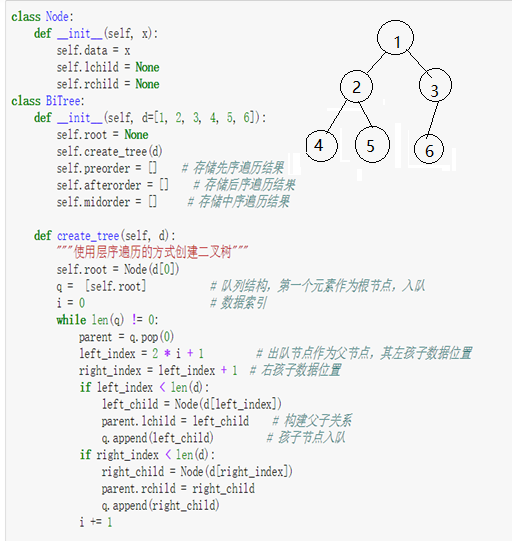 class Node:
    def __init__(self, x):
        self.data = x
        self.lchild = None
        self.rchild = None
class BiTree:
    def __init__(self, d=[1, 2, 3, 4, 5, 6]):
        self.root = None
        self.create_tree(d)
        self.preorder = []    # 存储先序遍历结果
        self.afterorder = []    # 存储后序遍历结果
        self.midorder = []    # 存储中序遍历结果

    def create_tree(self, d):
        """使用层序遍历的方式创建二叉树"""
        self.root = Node(d[0])
        q =  [self.root]          # 队列结构，第一个元素作为根节点，入队
        i = 0                     # 数据索引
        while len(q) != 0:
            parent = q.pop(0)
            left_index = 2 * i + 1        # 出队节点作为父节点，其左孩子数据位置
            right_index = left_index + 1  # 右孩子数据位置
            if left_index < len(d):
                left_child = Node(d[left_index])
                parent.lchild = left_child    # 构建父子关系
                q.append(left_child)        # 孩子节点入队
            if right_index < len(d):
                right_child = Node(d[right_index])
                parent.rchild = right_child
                q.append(right_child)
            i += 1
1
2
3
4
5
6